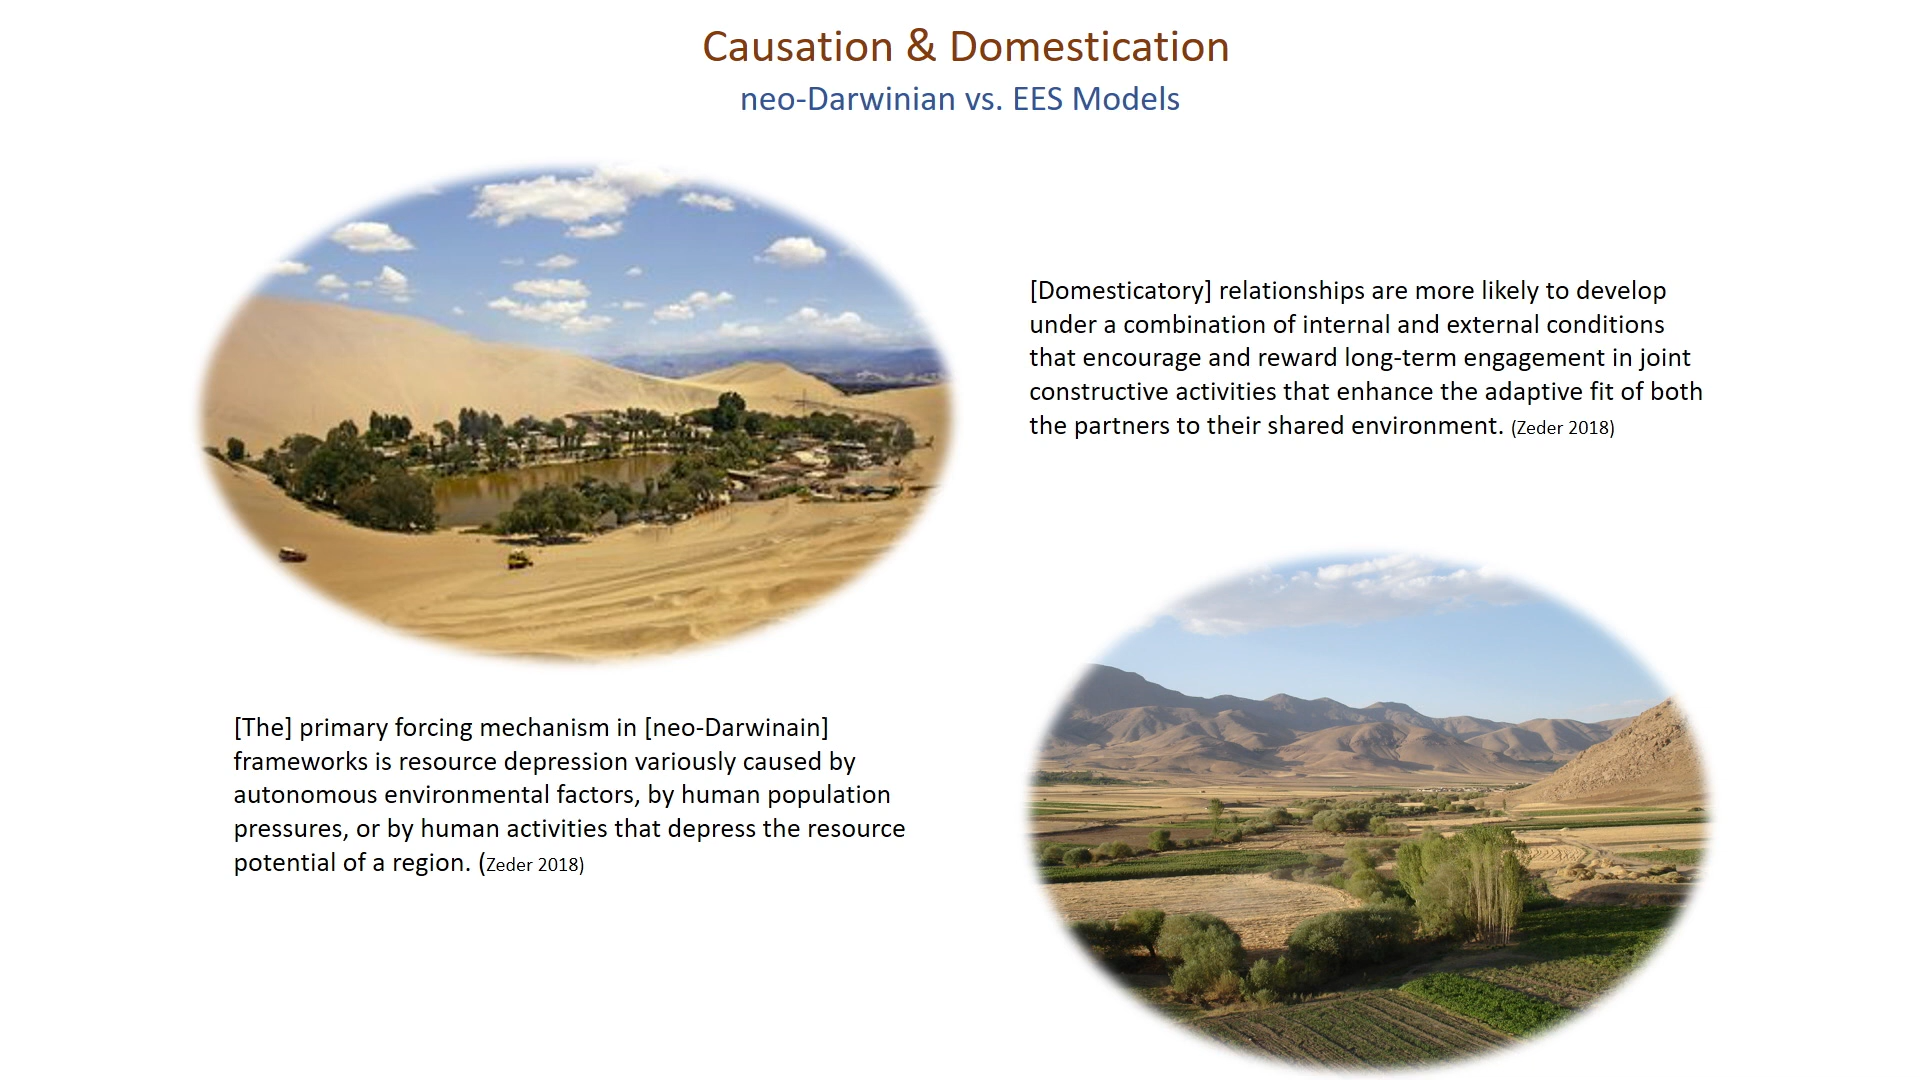 Causation & Domestication
neo-Darwinian vs. EES Models
[Domesticatory] relationships are more likely to develop
under a combination of internal and external conditions
that encourage and reward long-term engagement in joint
constructive activities that enhance the adaptive fit of both
the partners to their shared environment. (Zeder 2018)
[The] primary forcing mechanism in [neo-Darwinain]
frameworks is resource depression variously caused by
autonomous environmental factors, by human population
pressures, or by human activities that depress the resource
potential of a region. (Zeder 2018)